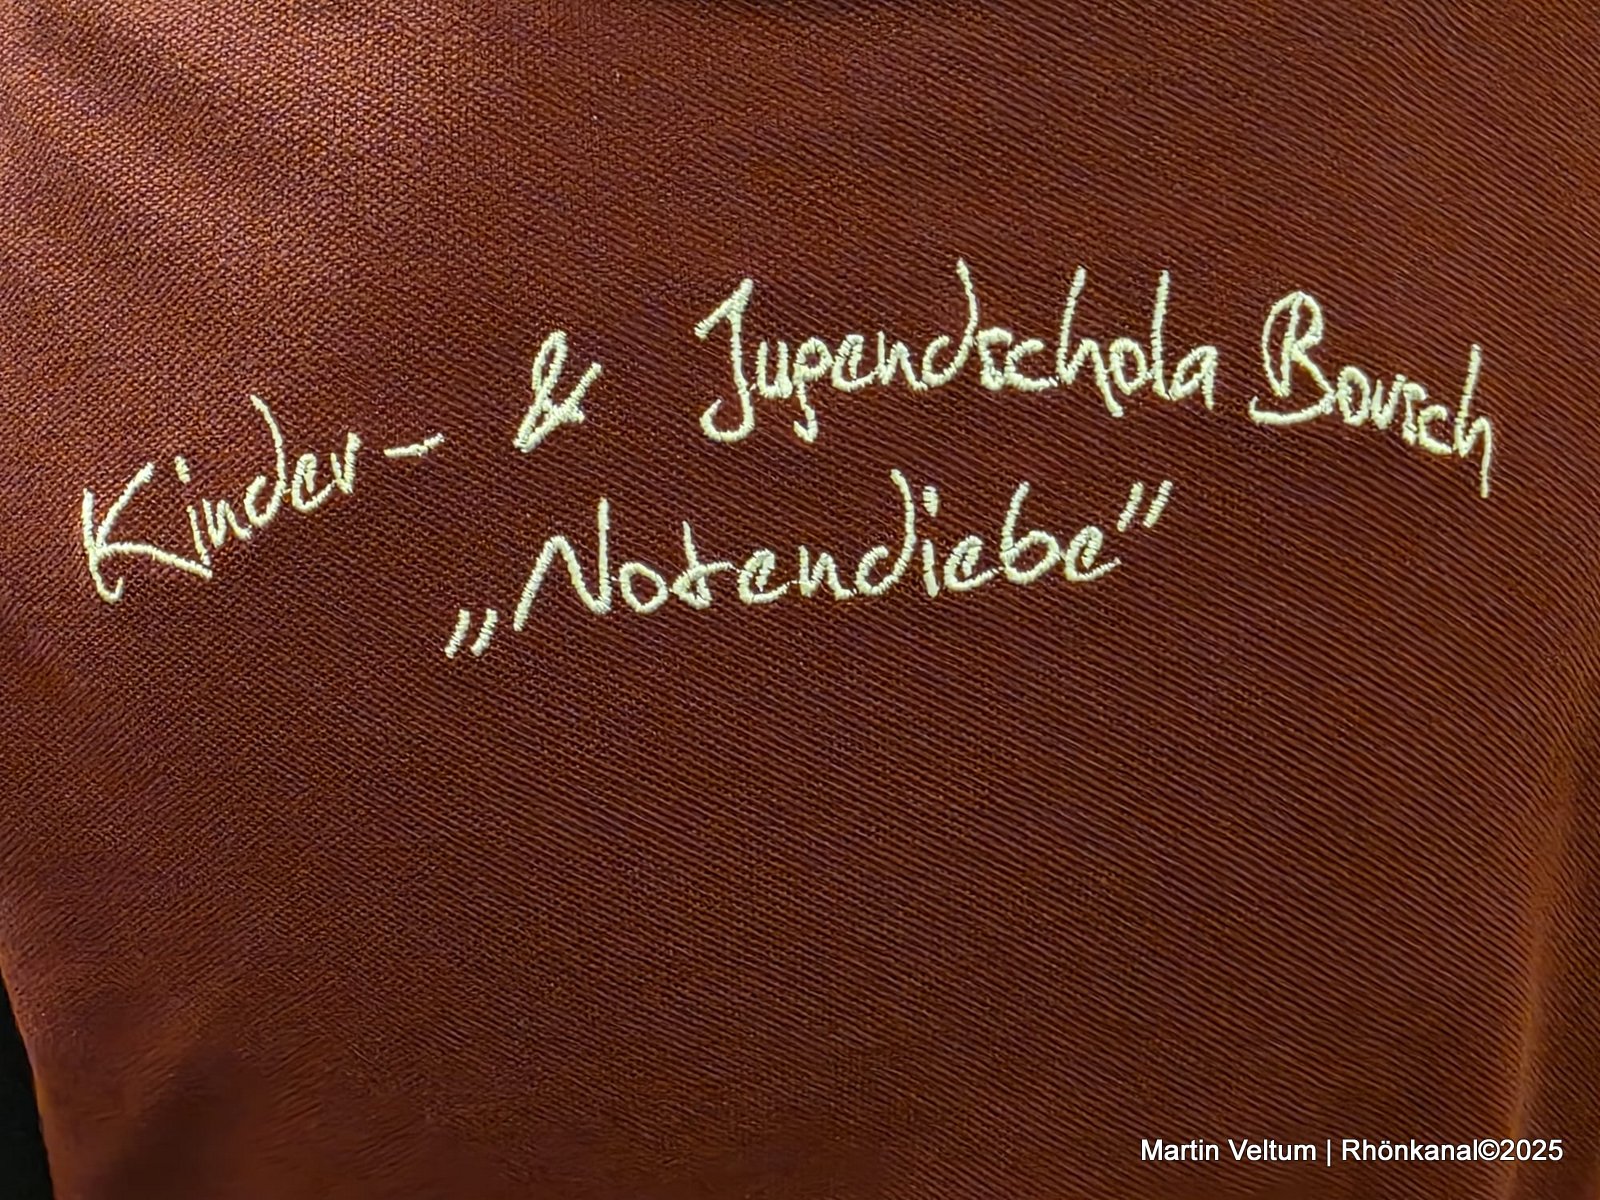 Kinder- & Jugendschola Borsch
„Notendiebe”
Martin Veltum | Rhönkanal©2025